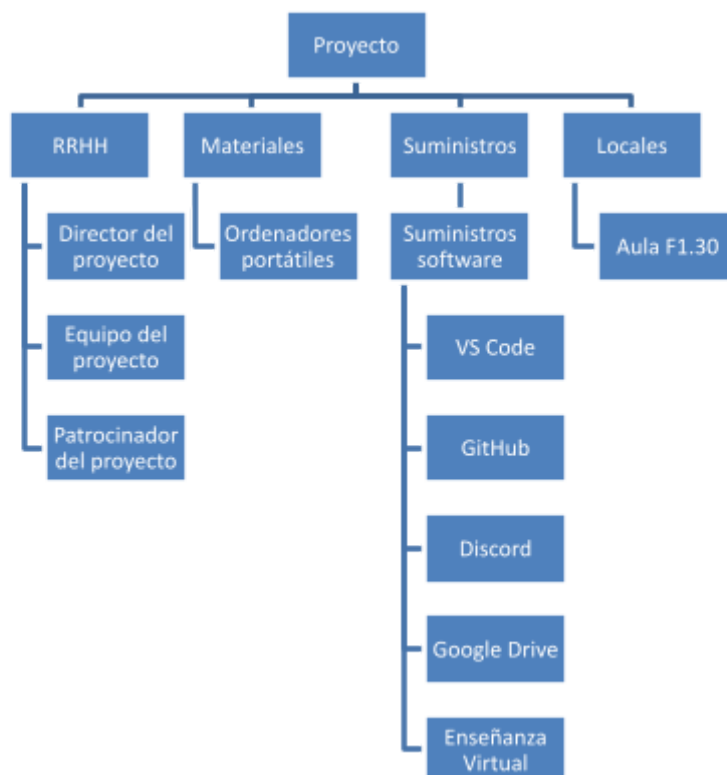 Proyecto
RRHH
Materiales
Suministros
Locales
Director del
proyecto
Equipo del
proyecto
Patrocinador
del proyecto
Ordenadores
portátiles
Suministros
software
VS Code
GitHub
Discord
Google Drive
Enseñanza
Virtual
Aula F1.30